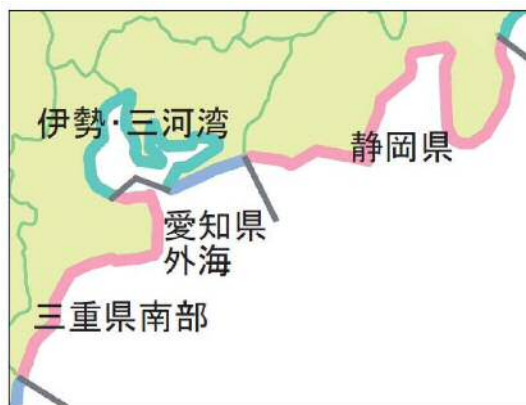 伊勢・三河湾
静岡県
愛知県
外海
三重県南部